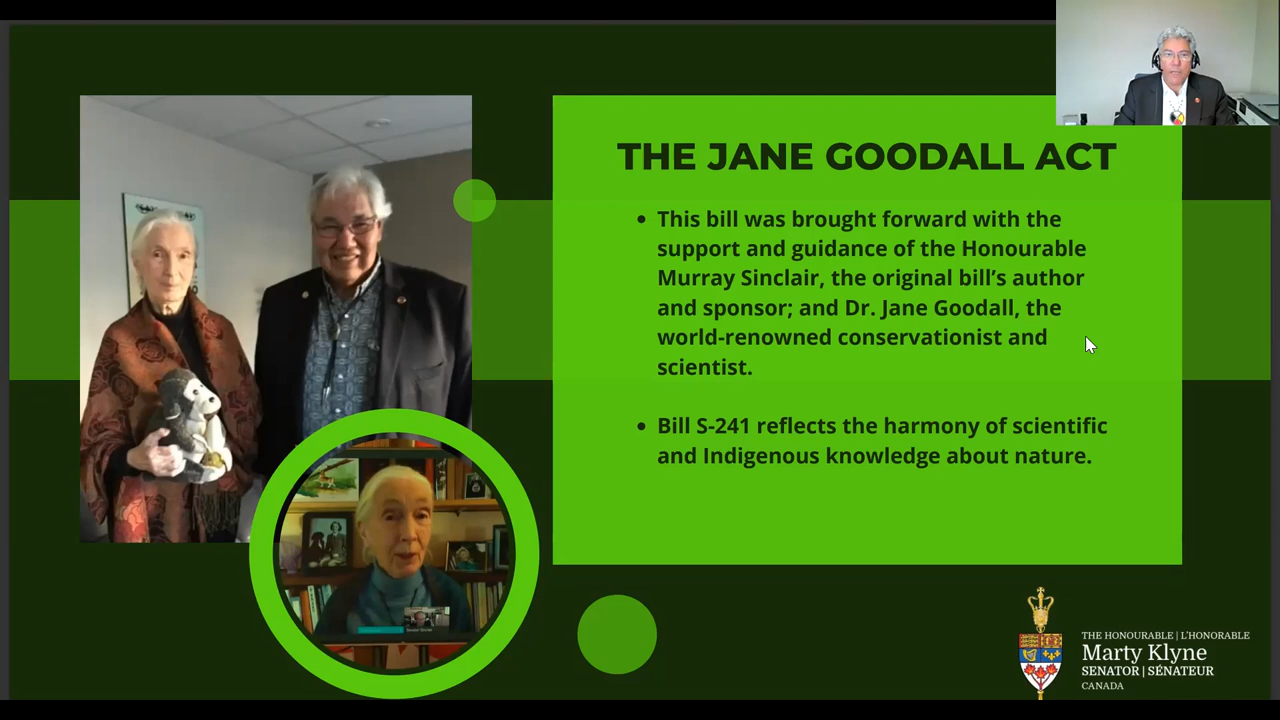 THE JANE GOODALL ACT
• This bill was brought forward with the
support and guidance of the Honourable
Murray Sinclair, the original bill’s author
and sponsor; and Dr. Jane Goodall, the
world-renowned conservationist and
scientist.
• Bill S-241 reflects the harmony of scientific
and Indigenous knowledge about nature.
THE HONOURABLE | L'HONORABLE
Marty Klyne
SENATOR | SÉNATEUR
CANADA